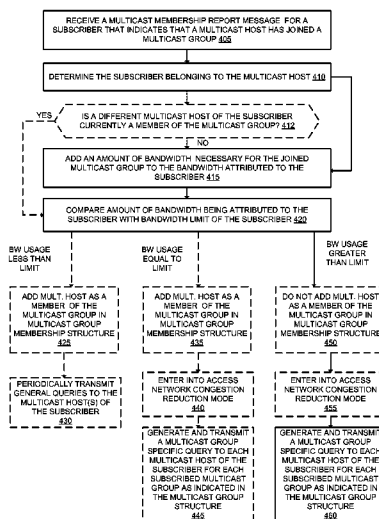 RECEIVE A MULTICAST MEMBERSHIP REPORT MESSAGE FOR A
SUBSCRIBER THAT INDICATES THAT A MULTICAST HOST HAS JOINED A
MULTICAST GROUP 405
DETERMINE THE SUBSCRIBER BELONGING TO THE MULTICAST HOST 410
YES
IS A DIFFERENT MULTICAST HOST OF THE SUBSCRIBER
CURRENTLY A MEMBER OF THE MULTICAST GROUP? 412
NO
ADD AN AMOUNT OF BANDWIDTH NECESSARY FOR THE JOINED
MULTICAST GROUP TO THE BANDWIDTH ATTRIBUTED TO THE
SUBSCRIBER 415
COMPARE AMOUNT OF BANDWIDTH BEING ATTRIBUTED TO THE
SUBSCRIBER WITH BANDWIDTH LIMIT OF THE SUBSCRIBER 420
BW USAGE
LESS THAN
LIMIT
ADD MULT. HOST AS A
MEMBER OF THE
MULTICAST GROUP IN
MULTICAST GROUP
MEMBERSHIP STRUCTURE
425
PERIODICALLY TRANSMIT
GENERAL QUERIES TO THE
MULTICAST HOST(S) OF
THE SUBSCRIBER
430
BW USAGE
EQUAL TO
LIMIT
ADD MULT. HOST AS A
MEMBER OF THE
MULTICAST GROUP IN
MULTICAST GROUP
MEMBERSHIP STRUCTURE
435
ENTER INTO ACCESS
NETWORK CONGESTION
REDUCTION MODE
440
GENERATE AND TRANSMIT
A MULTICAST GROUP
SPECIFIC QUERY TO EACH
MULTICAST HOST OF THE
SUBSCRIBER FOR EACH
SUBSCRIBED MULTICAST
GROUP AS INDICATED IN
THE MULTICAST GROUP
STRUCTURE
445
BW USAGE
GREATER
THAN LIMIT
DO NOT ADD MULT. HOST
AS A MEMBER OF THE
MULTICAST GROUP IN
MULTICAST GROUP
MEMBERSHIP STRUCTURE
450
ENTER INTO ACCESS
NETWORK CONGESTION
REDUCTION MODE
455
GENERATE AND TRANSMIT
A MULTICAST GROUP
SPECIFIC QUERY TO EACH
MULTICAST HOST OF THE
SUBSCRIBER FOR EACH
SUBSCRIBED MULTICAST
GROUP AS INDICATED IN
THE MULTICAST GROUP
STRUCTURE
460